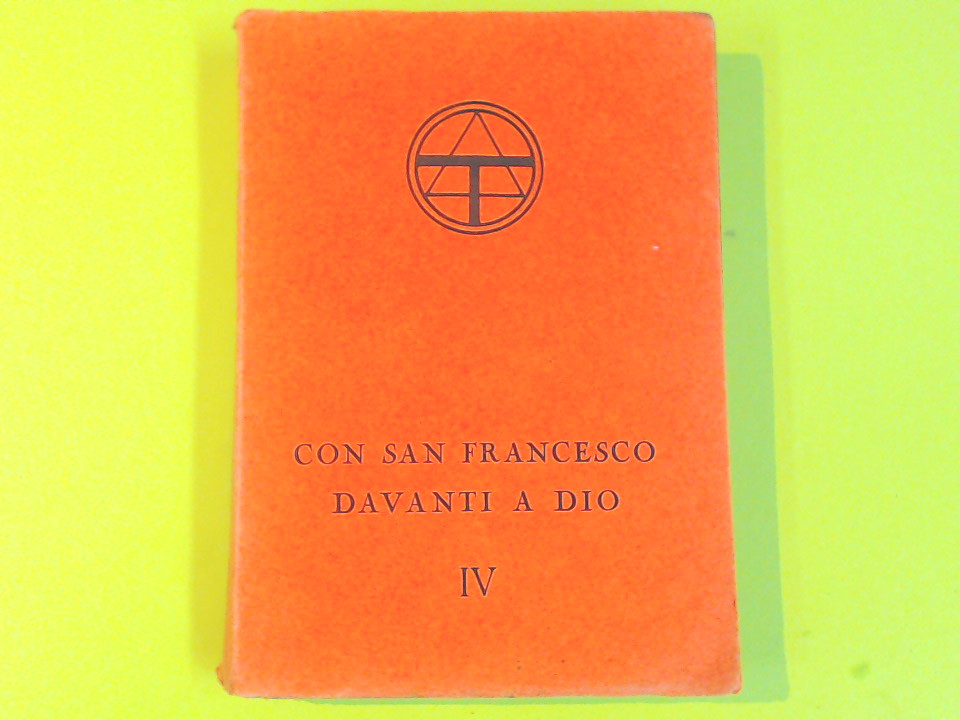 CON SAN FRANCESCO
DAVANTI A DIO
IV